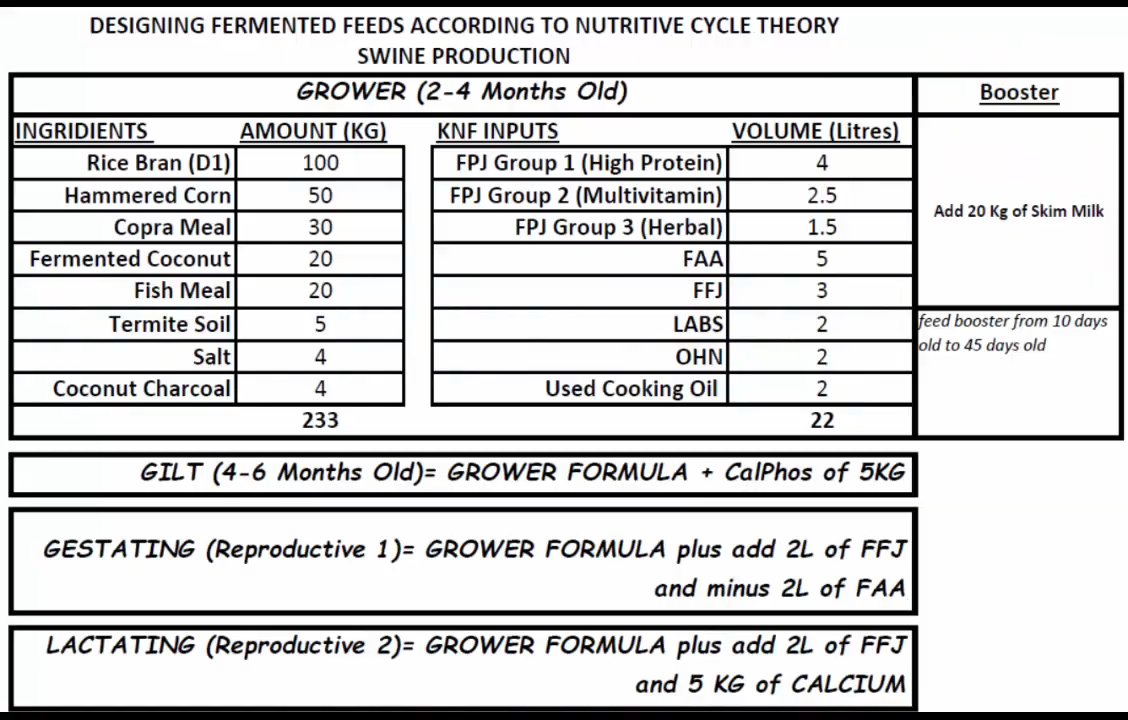 DESIGNING FERMENTED FEEDS ACCORDING TO NUTRITIVE CYCLE THEORY
SWINE PRODUCTION
GROWER (2-4 Months Old)
Booster
INGRIDIENTS AMOUNT (KG) KNF INPUTS VOLUME (Litres)
Rice Bran (D1) 100 FPJ Group 1 (High Protein) 4
Hammered Corn 50 FPJ Group 2 (Multivitamin) 2.5
Add 20 Kg of Skim Milk
Copra Meal 30 FPJ Group 3 (Herbal) 1.5
Fermented Coconut 20 FAA 5
Fish Meal 20 FFJ 3
Termite Soil 5 LABS 2
feed booster from 10 days
old to 45 days old
Salt 4 OHN 2
Coconut Charcoal 4 Used Cooking Oil 2
233 22
GILT (4-6 Months Old)= GROWER FORMULA + CalPhos of 5KG
GESTATING (Reproductive 1)= GROWER FORMULA plus add 2L of FFJ
and minus 2L of FAA
LACTATING (Reproductive 2)= GROWER FORMULA plus add 2L of FFJ
and 5 KG of CALCIUM